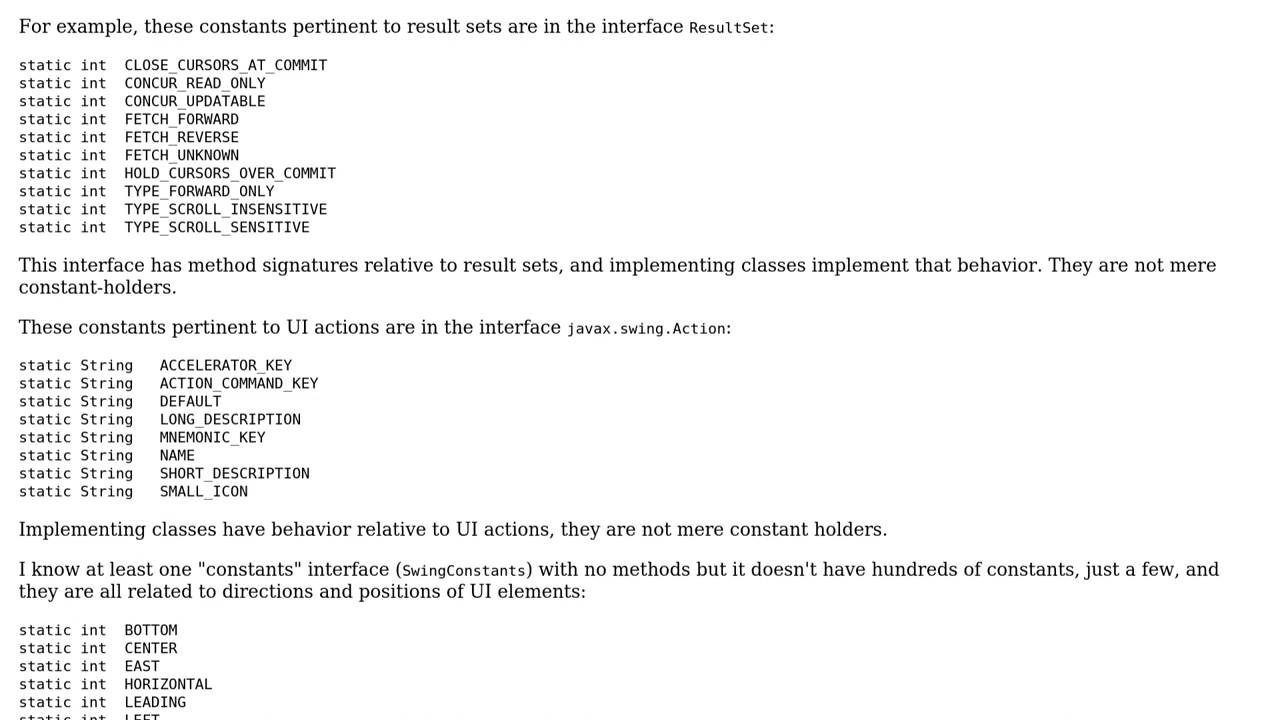 For example, these constants pertinent to result sets are in the interface ResultSet:
static int  CLOSE_CURSORS_AT_COMMIT
static int  CONCUR_READ_ONLY
static int  CONCUR_UPDATABLE
static int  FETCH_FORWARD
static int  FETCH_REVERSE
static int  FETCH_UNKNOWN
static int  HOLD_CURSORS_OVER_COMMIT
static int  TYPE_FORWARD_ONLY
static int  TYPE_SCROLL_INSENSITIVE
static int  TYPE_SCROLL_SENSITIVE
This interface has method signatures relative to result sets, and implementing classes implement that behavior. They are not mere
constant-holders.
These constants pertinent to UI actions are in the interface javax.swing.Action:
static String   ACCELERATOR_KEY
static String   ACTION_COMMAND_KEY
static String   DEFAULT
static String   LONG_DESCRIPTION
static String   MNEMONIC_KEY
static String   NAME
static String   SHORT_DESCRIPTION
static String   SMALL_ICON
Implementing classes have behavior relative to UI actions, they are not mere constant holders.
I know at least one "constants" interface (SwingConstants) with no methods but it doesn't have hundreds of constants, just a few, and
they are all related to directions and positions of UI elements:
static int  BOTTOM
static int  CENTER
static int  EAST
static int  HORIZONTAL
static int  LEADING
static int  LEFT